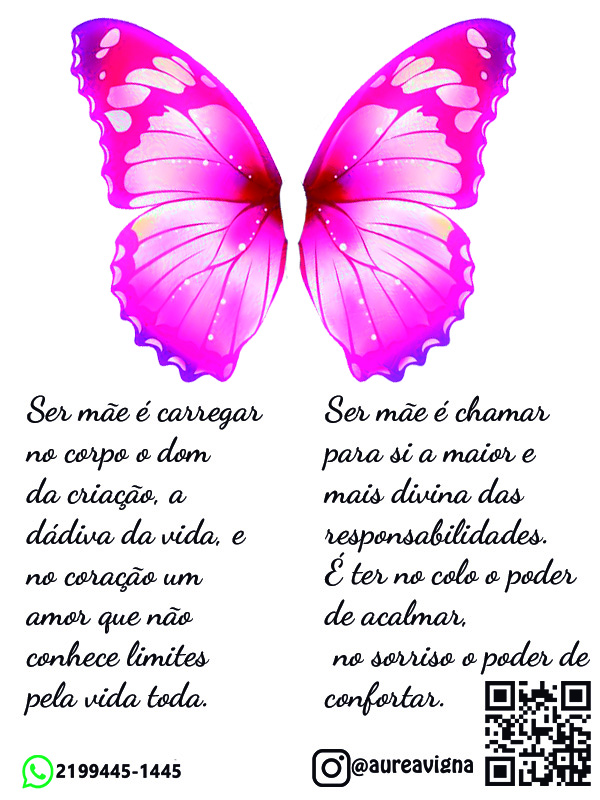 Ser mãe é carregar
no corpo o dom
da criação, a
dádiva da vida, e
no coração um
amor que não
conhece limites
pela vida toda.
Ser mãe é chamar
para si a maior e
mais divina das
responsabilidades.
É ter no colo o poder
de acalmar,
no sorriso o poder de
confortar.
2199445-1445
@aureavigna